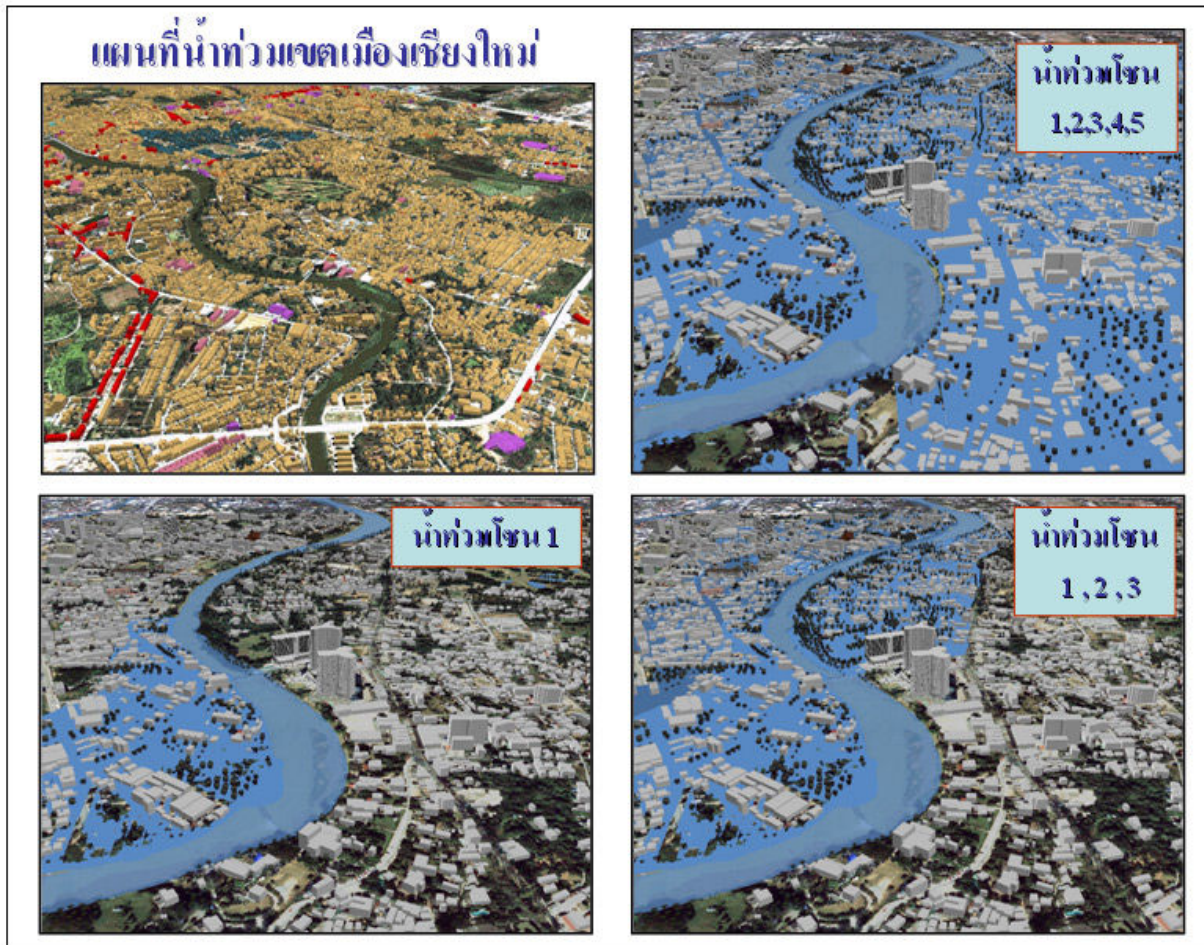 แผนที่น้ำท่วมเขตเมืองเชียงใหม่
น้ำท่วมโซน
1,2,3,4,5
น้ำท่วมโซน 1
น้ำท่วมโซน
1 , 2 , 3